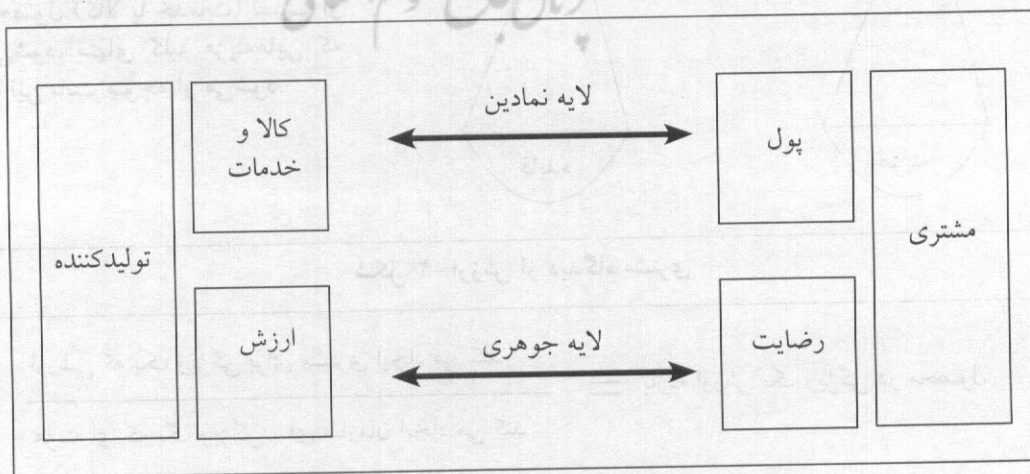 لایه نمادین
پول
کالا و
خدمات
مشتری
تولیدکننده
رضایت
لایه جوهری
ارزش